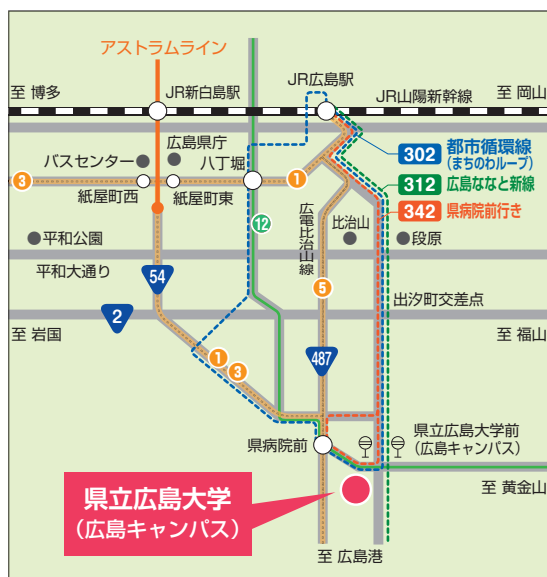 アストラムライン
JR広島駅
至 博多
JR新白島駅
JR山陽新幹線
至 岡山
広島県庁
バスセンター
八丁堀
302 都市循環線
(まちのわループ)
3
1
312 広島ななと新線
紙屋町西
紙屋町東
342 県病院前行き
12
広電比治山線
比治山
平和公園
段原
平和大通り
54
5
出汐町交差点
2
至 岩国
至 福山
487
1
3
県病院前
県立広島大学前
(広島キャンパス)
至 黄金山
県立広島大学
(広島キャンパス)
至 広島港